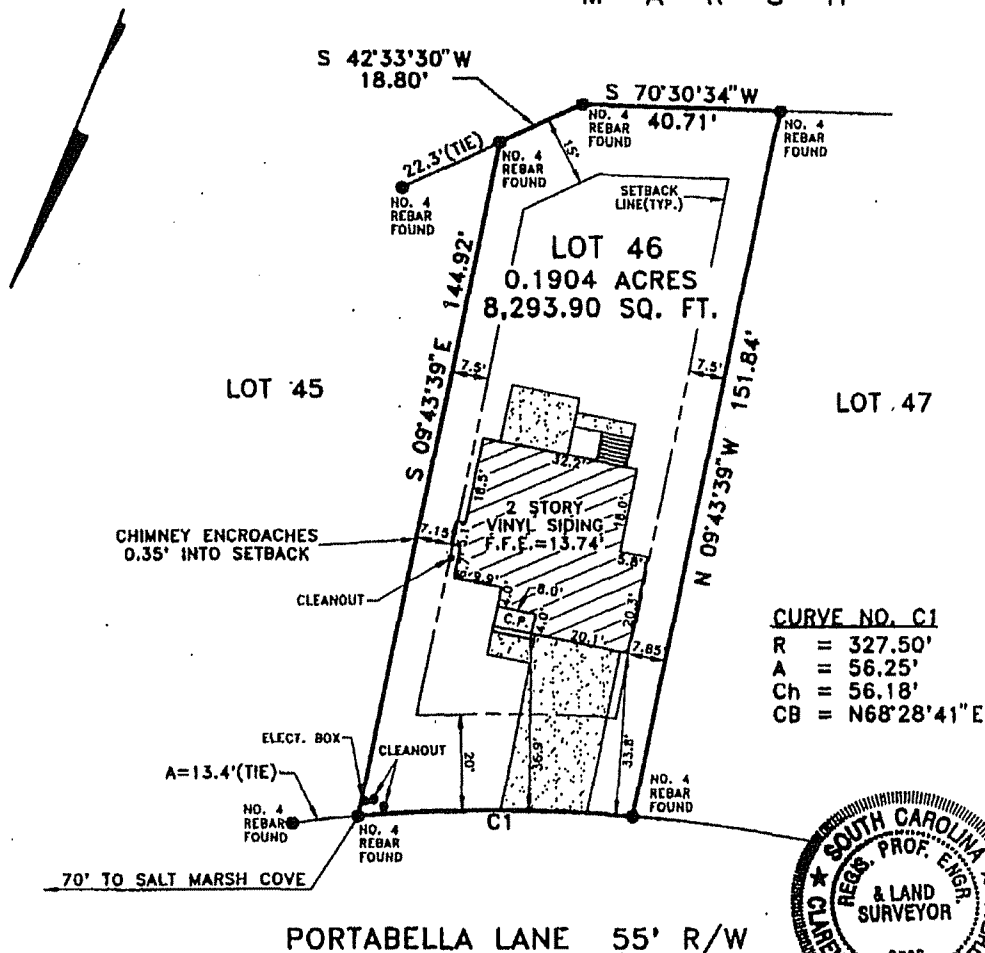 M A R S H
S 42°33'30"W
18.80'
S 70°30'34"W
40.71'
NO. 4
REBAR
FOUND
NO. 4
REBAR
FOUND
22.3'(TIE)
NO. 4
REBAR
FOUND
15'
NO. 4
REBAR
FOUND
SETBACK
LINE(TYP.)
LOT 46
0.1904 ACRES
8,293.90 SQ. FT.
S 09°43'39"E 144.92'
7.5'
7.5'
N 09°43'39"W 151.84'
LOT 45
LOT 47
32.2'
18.5'
18.0'
2 STORY
VINYL SIDING
F.F.E.=13.74'
CHIMNEY ENCROACHES
0.35' INTO SETBACK
7.15'
5.8'
CLEANOUT
9.9'
4.0'
8.0'
C.P.
4.0'
20.3'
20.1'
7.85'
CURVE NO. C1
R = 327.50'
A = 56.25'
Ch = 56.18'
CB = N68°28'41"E
ELECT. BOX
CLEANOUT
20'
36.9'
33.8'
A=13.4'(TIE)
NO. 4
REBAR
FOUND
NO. 4
REBAR
FOUND
C1
NO. 4
REBAR
FOUND
70' TO SALT MARSH COVE
PORTABELLA LANE 55' R/W
SOUTH CAROLINA
REGIS. PROF. ENGR.
& LAND
SURVEYOR